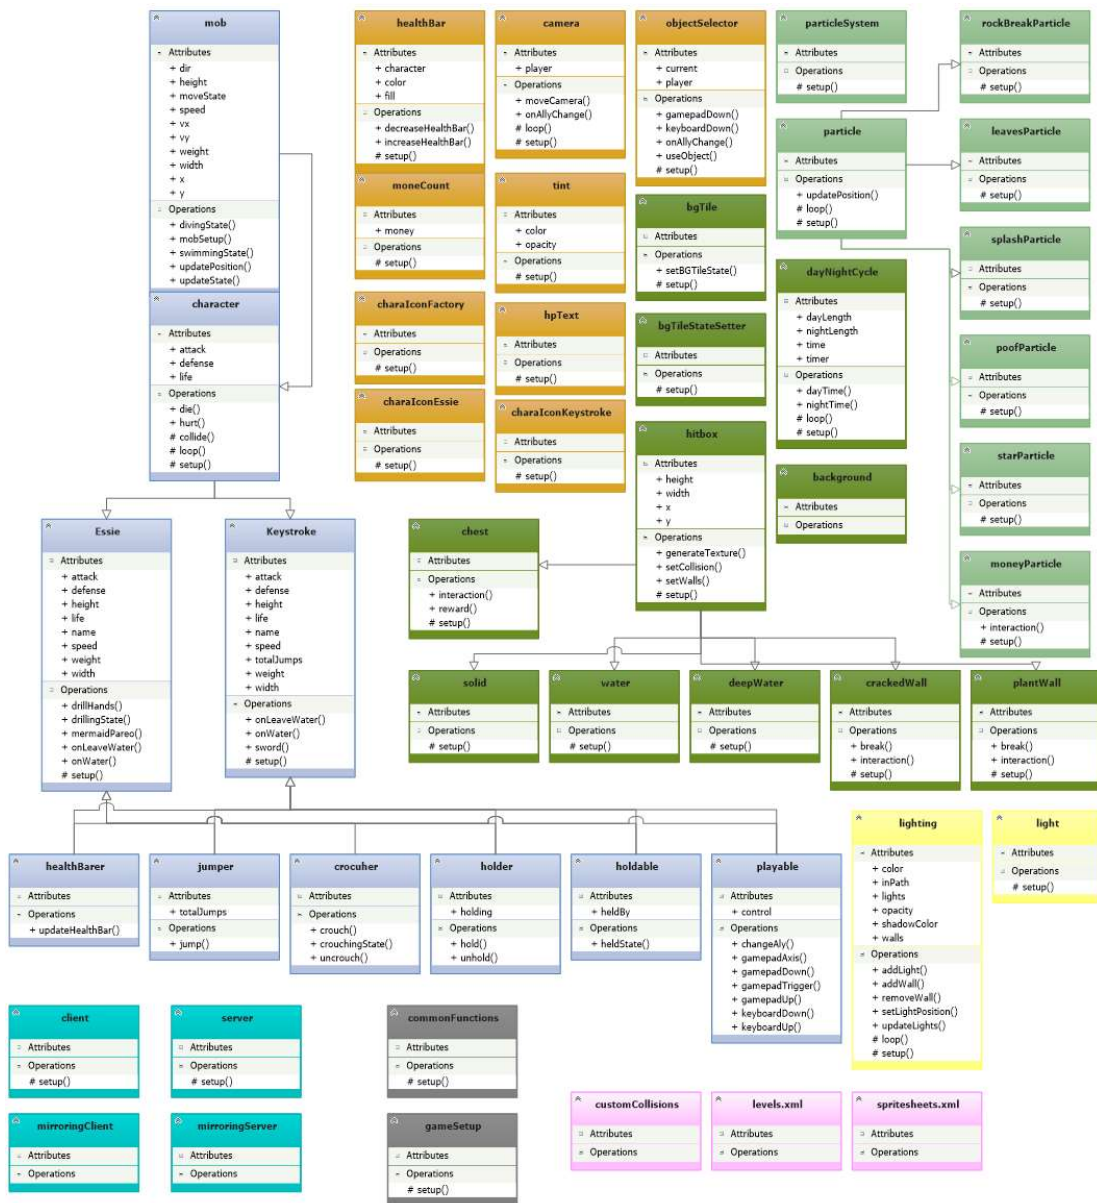 mob
Attributes
+ dir
+ height
+ moveState
+ speed
+ vx
+ vy
+ weight
+ width
+ x
+ y
Operations
+ divingState()
+ mobSetup()
+ swimmingState()
+ updatePosition()
+ updateState()
character
Attributes
+ attack
+ defense
+ life
Operations
+ die()
+ hurt()
# collide()
# loop()
# setup()
healthBar
Attributes
+ character
+ color
+ fill
Operations
+ decreaseHealthBar()
+ increaseHealthBar()
# setup()
camera
Attributes
+ player
Operations
+ moveCamera()
+ onAllyChange()
# loop()
# setup()
objectSelector
Attributes
+ current
+ player
Operations
+ gamepadDown()
+ keyboardDown()
+ onAllyChange()
+ useObject()
# setup()
particleSystem
Attributes
Operations
# setup()
rockBreakParticle
Attributes
Operations
# setup()
moneCount
Attributes
+ money
Operations
# setup()
tint
Attributes
+ color
+ opacity
Operations
# setup()
bgTile
Attributes
Operations
+ setBGTileState()
# setup()
particle
Attributes
Operations
+ updatePosition()
# loop()
# setup()
leavesParticle
Attributes
Operations
# setup()
charaIconFactory
Attributes
Operations
# setup()
hpText
Attributes
Operations
# setup()
bgTileStateSetter
Attributes
Operations
# setup()
dayNightCycle
Attributes
+ dayLength
+ nightLength
+ time
+ timer
Operations
+ dayTime()
+ nightTime()
# loop()
# setup()
splashParticle
Attributes
Operations
# setup()
poofParticle
Attributes
Operations
# setup()
charaIconEssie
Attributes
Operations
# setup()
charaIconKeystroke
Attributes
Operations
# setup()
hitbox
Attributes
+ height
+ width
+ x
+ y
Operations
+ generateTexture()
+ setCollision()
+ setWalls()
# setup()
background
Attributes
Operations
starParticle
Attributes
Operations
# setup()
moneyParticle
Attributes
Operations
+ interaction()
# setup()
Essie
Attributes
+ attack
+ defense
+ height
+ life
+ name
+ speed
+ weight
+ width
Operations
+ drillHands()
+ drillingState()
+ mermaidPareo()
+ onLeaveWater()
+ onWater()
# setup()
Keystroke
Attributes
+ attack
+ defense
+ height
+ life
+ name
+ speed
+ totalJumps
+ weight
+ width
Operations
+ onLeaveWater()
+ onWater()
+ sword()
# setup()
chest
Attributes
Operations
+ interaction()
+ reward()
# setup()
solid
Attributes
Operations
# setup()
water
Attributes
Operations
# setup()
deepWater
Attributes
Operations
# setup()
crackedWall
Attributes
Operations
+ break()
+ interaction()
# setup()
plantWall
Attributes
Operations
+ break()
+ interaction()
# setup()
healthBarer
Attributes
Operations
+ updateHealthBar()
jumper
Attributes
+ totalJumps
Operations
+ jump()
crocuher
Attributes
Operations
+ crouch()
+ crouchingState()
+ uncrouch()
holder
Attributes
+ holding
Operations
+ hold()
+ unhold()
holdable
Attributes
+ heldBy
Operations
+ heldState()
playable
Attributes
+ control
Operations
+ changeAly()
+ gamepadAxis()
+ gamepadDown()
+ gamepadTrigger()
+ gamepadUp()
+ keyboardDown()
+ keyboardUp()
lighting
Attributes
+ color
+ inPath
+ lights
+ opacity
+ shadowColor
+ walls
Operations
+ addLight()
+ addWall()
+ removeWall()
+ setLightPosition()
+ updateLights()
# loop()
# setup()
light
Attributes
Operations
# setup()
client
Attributes
Operations
# setup()
server
Attributes
Operations
# setup()
commonFunctions
Attributes
Operations
# setup()
mirroringClient
Attributes
Operations
mirroringServer
Attributes
Operations
gameSetup
Attributes
Operations
# setup()
customCollisions
Attributes
Operations
levels.xml
Attributes
Operations
spritesheets.xml
Attributes
Operations